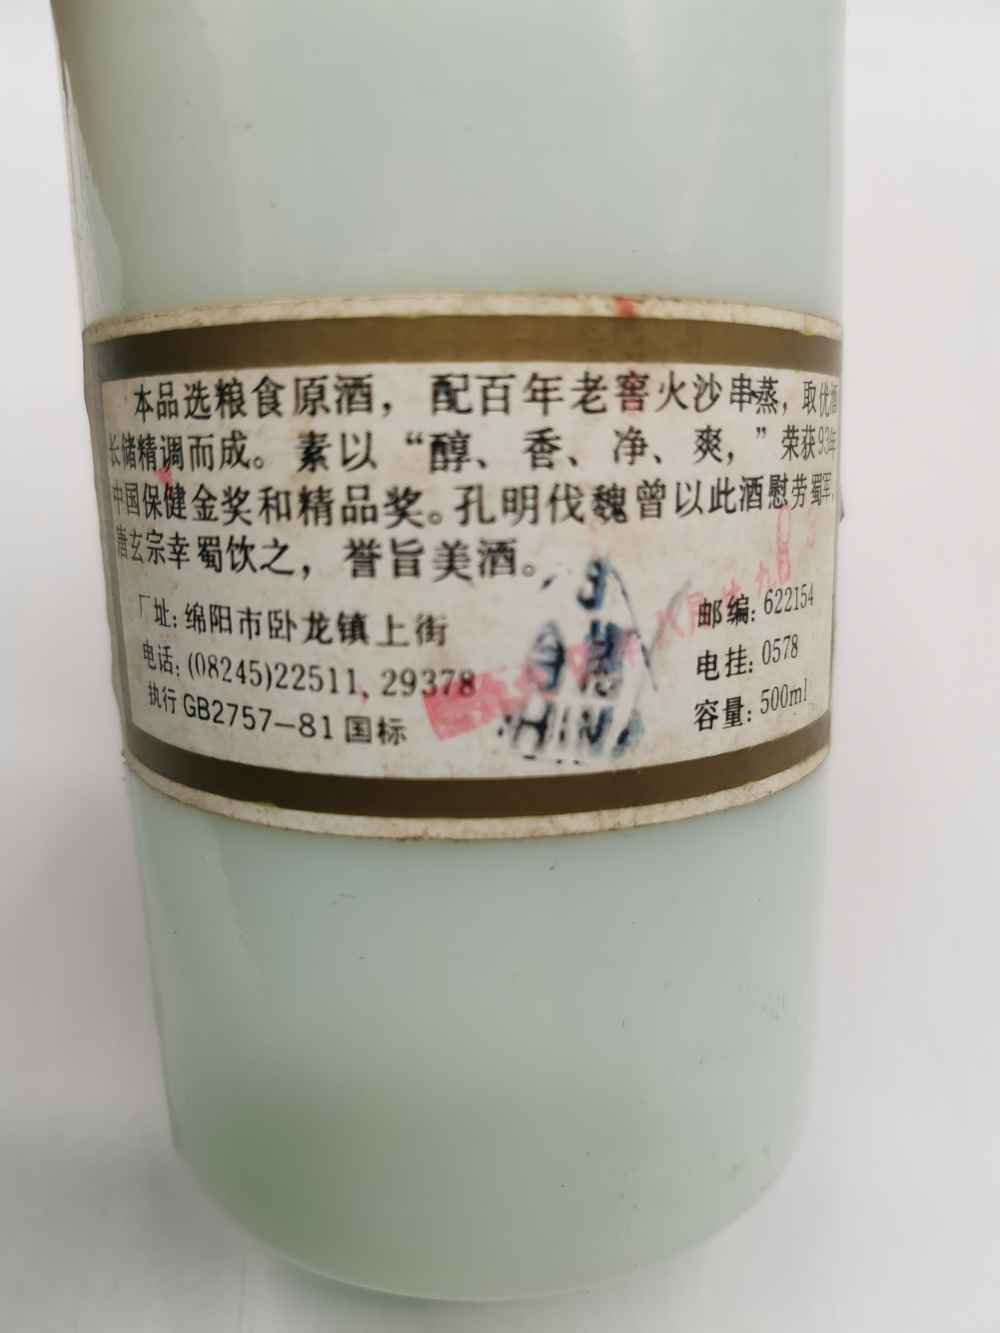 本品选粮食原酒，配百年老窖火沙串蒸，取优酒
长储精调而成。素以“醇、香、净、爽，”荣获93年
中国保健金奖和精品奖。孔明伐魏曾以此酒慰劳蜀军，
唐玄宗幸蜀饮之，誉旨美酒。
厂址：绵阳市卧龙镇上街
电话：(08245)22511, 29378
执行GB2757—81国标
邮编：622154
电挂：0578
容量：500ml